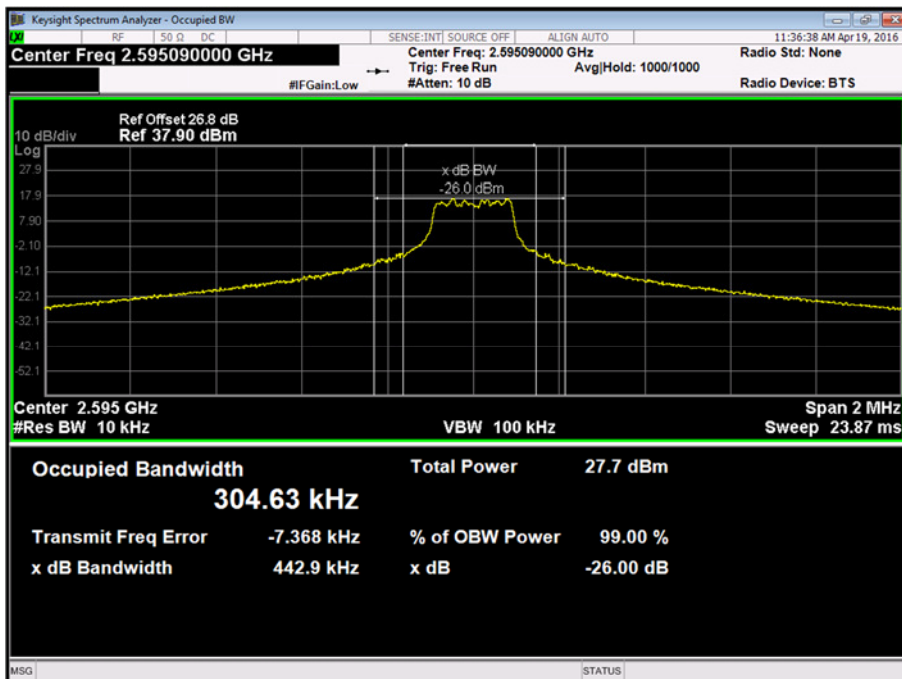 Keysight Spectrum Analyzer - Occupied BW
LXI RF 50 Ω DC SENSE:INT SOURCE OFF ALIGN AUTO 11:36:38 AM Apr 19, 2016
Center Freq 2.595090000 GHz Center Freq: 2.595090000 GHz Radio Std: None
Trig: Free Run Avg|Hold: 1000/1000
#IFGain:Low #Atten: 10 dB Radio Device: BTS
Ref Offset 26.8 dB
10 dB/div Ref 37.90 dBm
Log
27.9
x dB BW
17.9
-26.0 dBm
7.90
-2.10
-12.1
-22.1
-32.1
-42.1
-52.1
Center 2.595 GHz Span 2 MHz
#Res BW 10 kHz VBW 100 kHz Sweep 23.87 ms
Occupied Bandwidth Total Power 27.7 dBm
304.63 kHz
Transmit Freq Error -7.368 kHz % of OBW Power 99.00 %
x dB Bandwidth 442.9 kHz x dB -26.00 dB
MSG STATUS